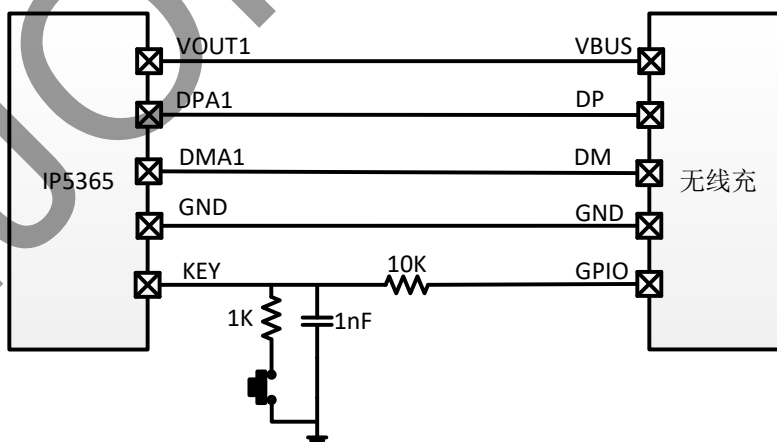 VOUT1 VBUS
DPA1 DP
DMA1 DM
IP5365 无线充
GND GND
KEY 10K GPIO
1K 1nF